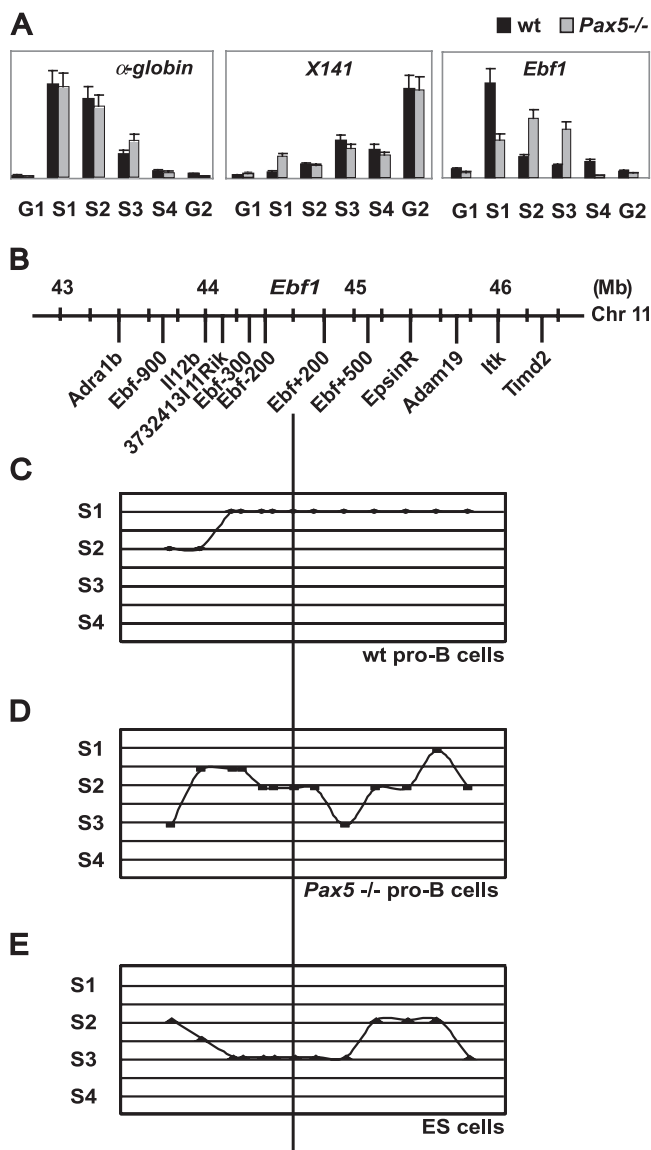 A
wt Pax5-/-
α-globin X141 Ebf1
G1 S1 S2 S3 S4 G2 G1 S1 S2 S3 S4 G2 G1 S1 S2 S3 S4 G2
B
43 44 Ebf1 45 46 (Mb)
Chr 11
Adra1b Ebf-900 Il12b 3732413I11Rik Ebf-300 Ebf-200 Ebf+200 Ebf+500 EpsinR Adam19 Itk Timd2
C
S1
S2
S3
S4
wt pro-B cells
D
S1
S2
S3
S4
Pax5 -/- pro-B cells
E
S1
S2
S3
S4
ES cells